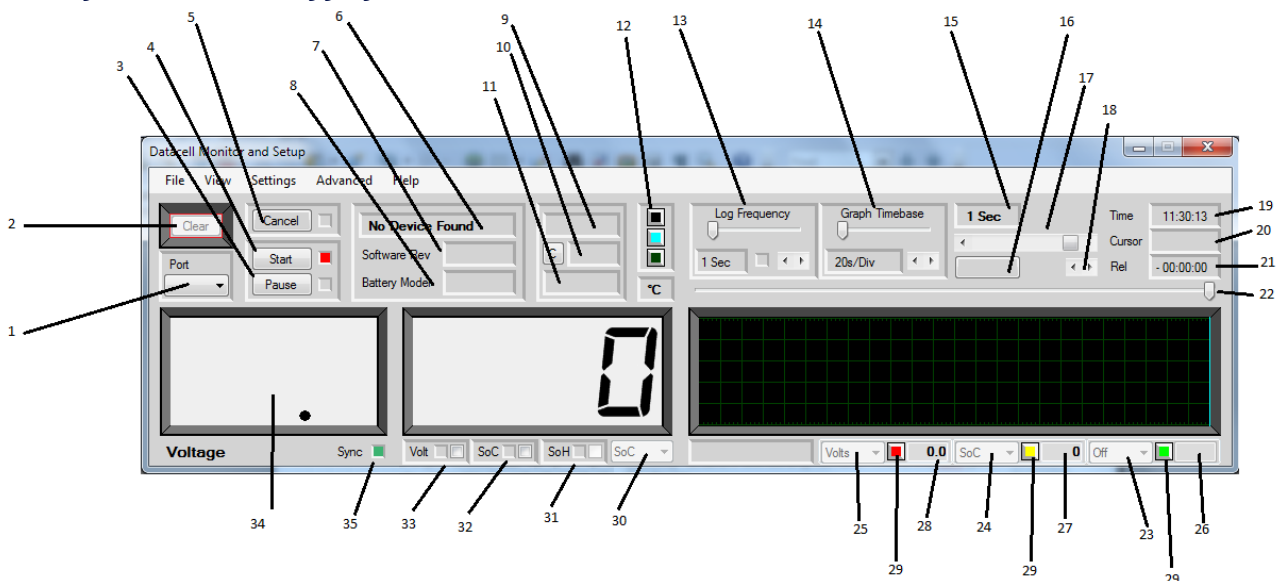 5 6 9 12 13 14 15 16
4 7 10 17
3 8 11 18
Datacell Monitor and Setup
File View Settings Advanced Help
2 Clear Cancel No Device Found Log Frequency Graph Timebase 1 Sec Time 11:30:13 19
Port Start Software Rev C Cursor 20
Pause Battery Model °C 1 Sec 20s/Div Rel - 00:00:00 21
1 22
0
Voltage Sync Volt SoC SoH SoC Volts 0.0 SoC 0 Off
34 35 33 32 31 30 25 28 24 27 23 26
29 29 29